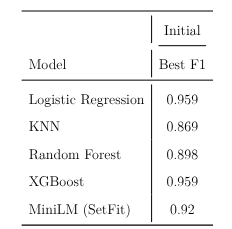 Initial
Model Best F1
Logistic Regression 0.959
KNN 0.869
Random Forest 0.898
XGBoost 0.959
MiniLM (SetFit) 0.92